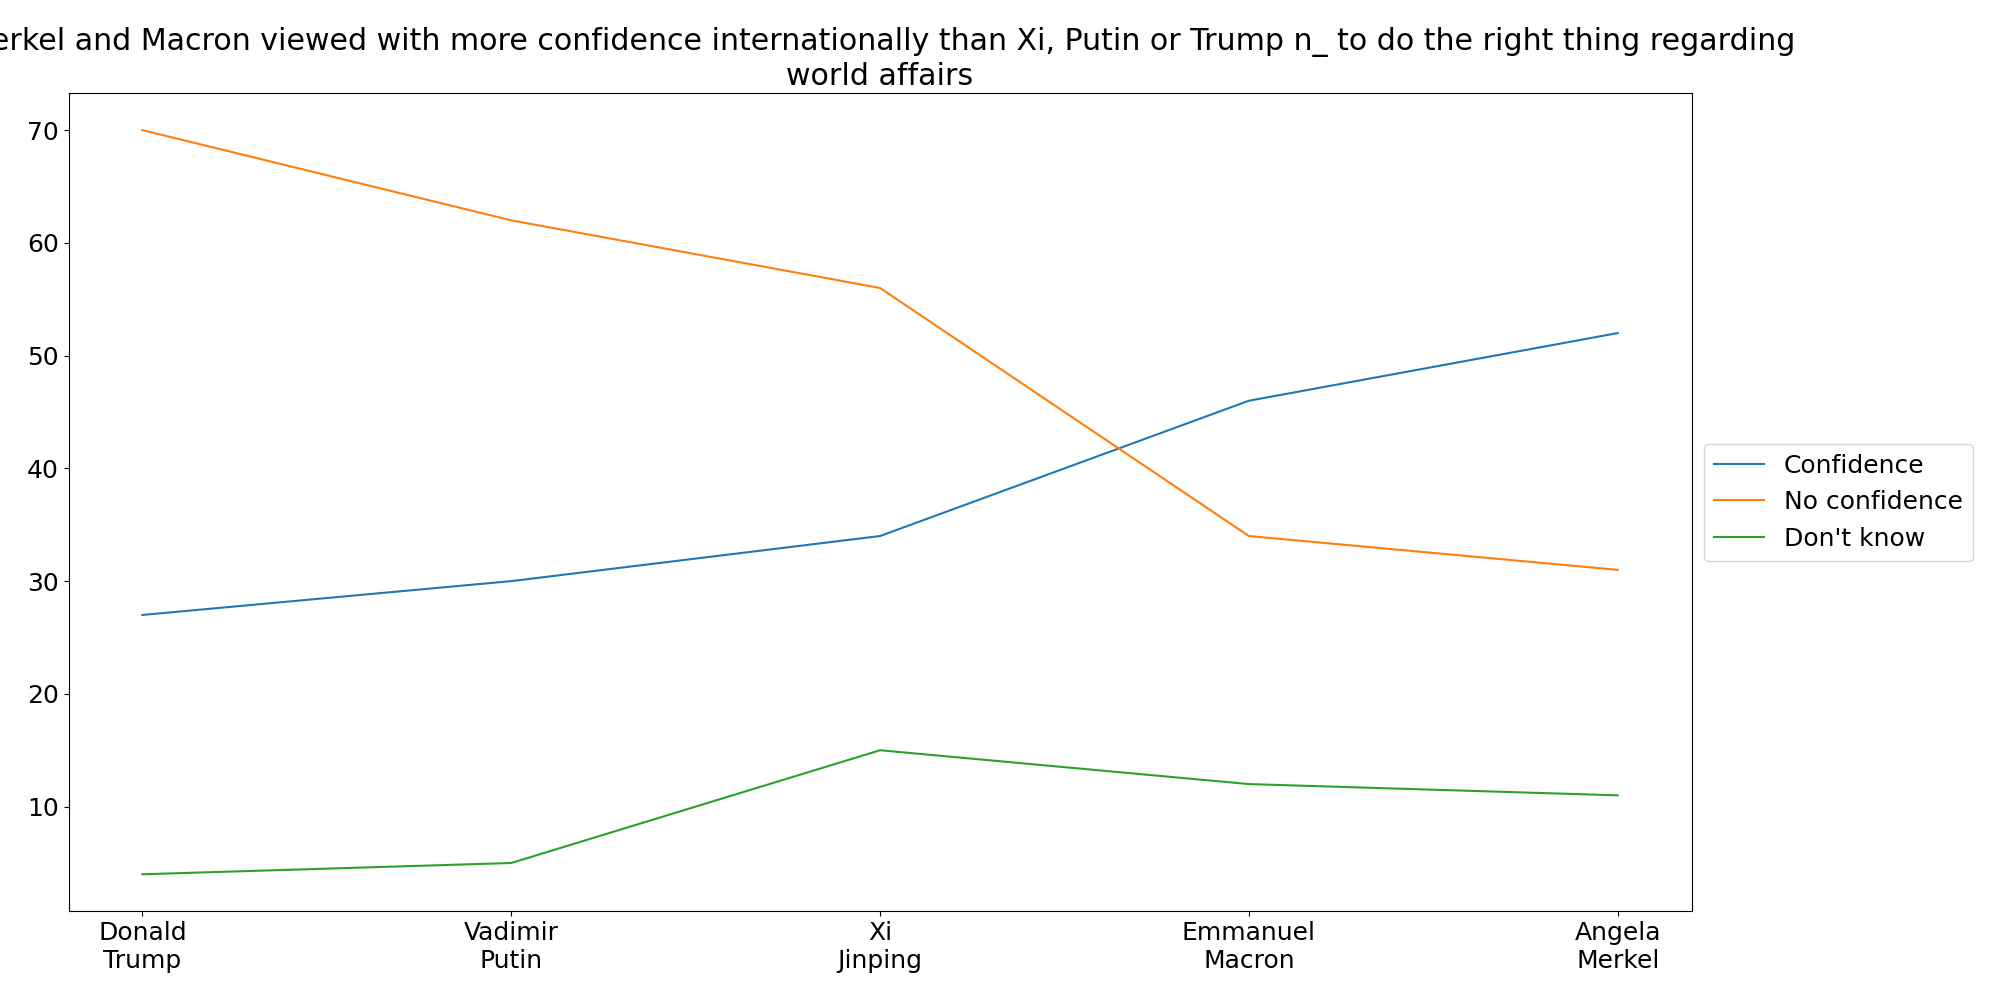 erkel and Macron viewed with more confidence internationally than Xi, Putin or Trump n_ to do the right thing regarding
world affairs
70
60
50
40
30
20
10
Confidence
No confidence
Don't know
Donald
Trump
Vadimir
Putin
Xi
Jinping
Emmanuel
Macron
Angela
Merkel